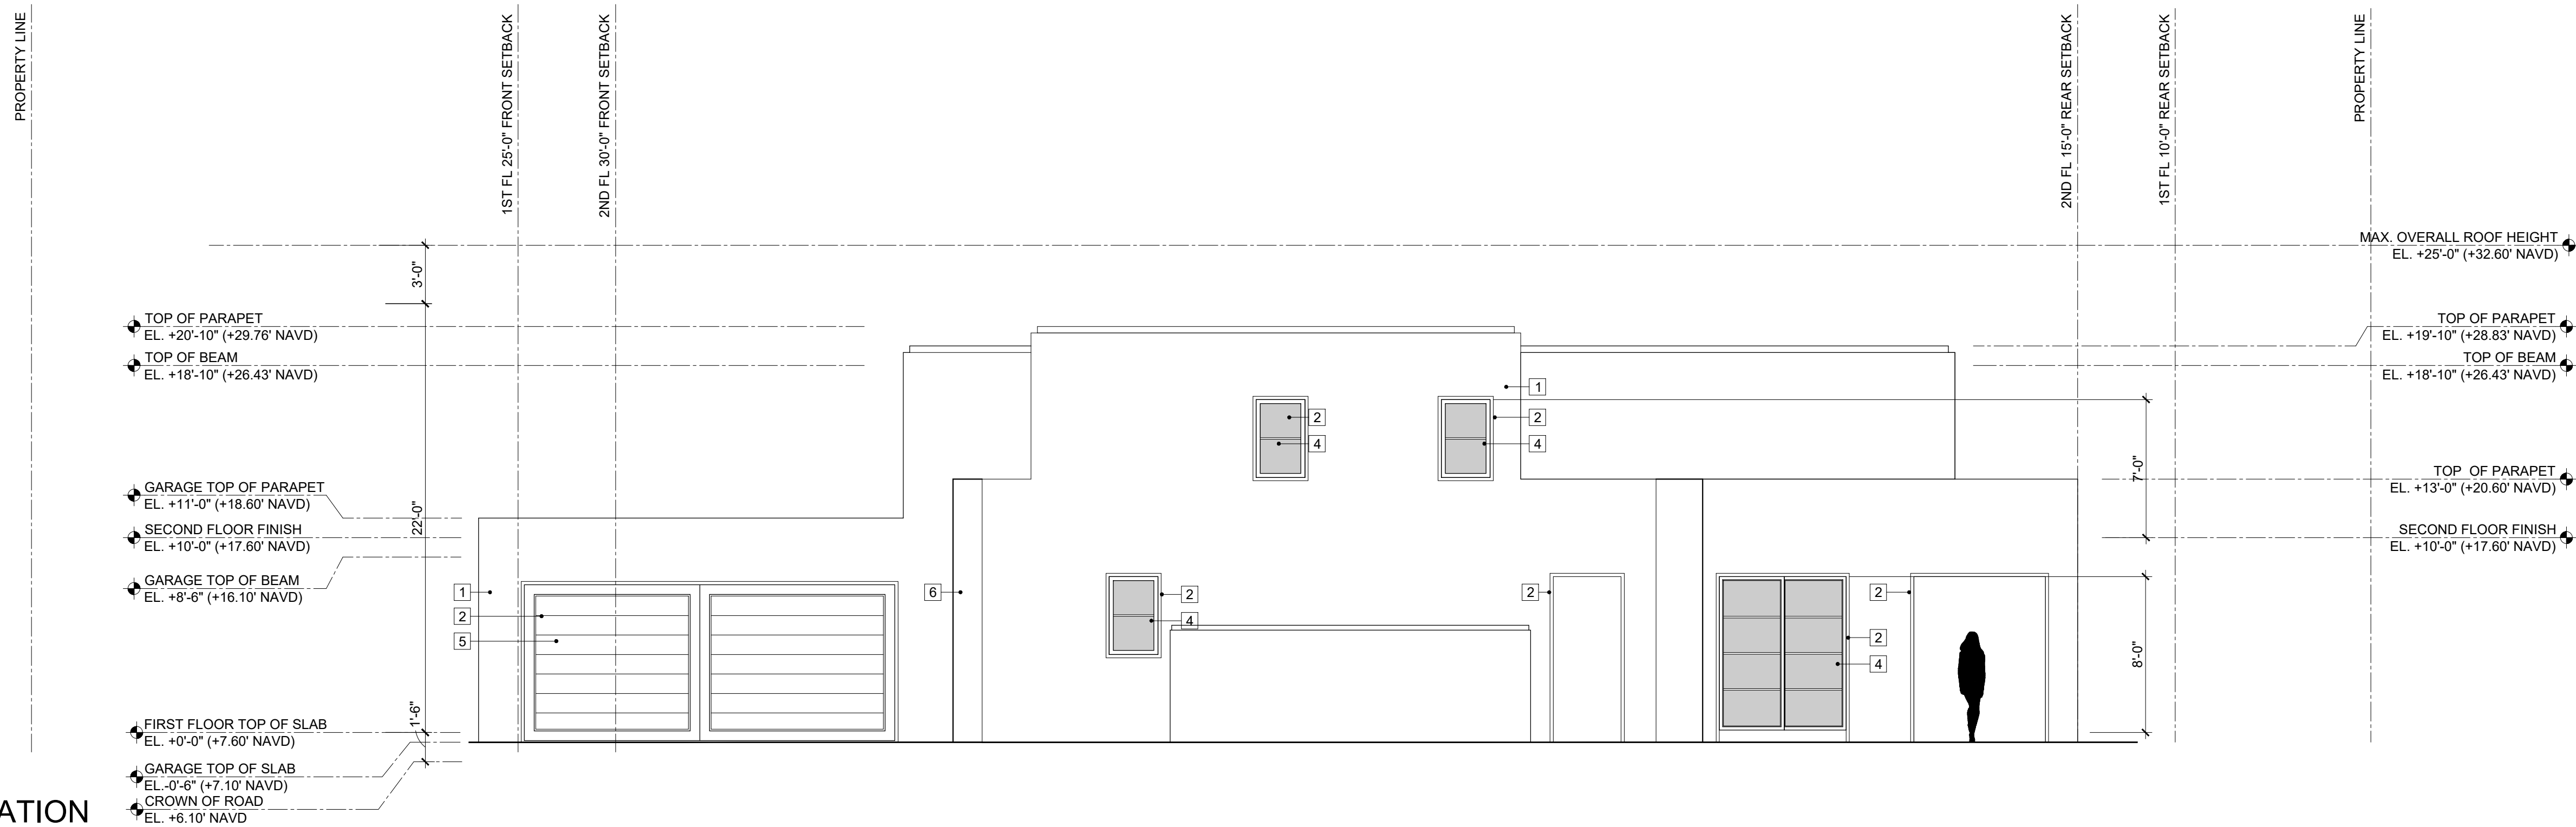 PROPERTY LINE
1ST FL 25'-0" FRONT SETBACK
2ND FL 30'-0" FRONT SETBACK
2ND FL 15'-0" REAR SETBACK
1ST FL 10'-0" REAR SETBACK
PROPERTY LINE
MAX. OVERALL ROOF HEIGHT
EL. +25'-0" (+32.60' NAVD)
3'-0"
TOP OF PARAPET
EL. +20'-10" (+29.76' NAVD)
TOP OF BEAM
EL. +18'-10" (+26.43' NAVD)
TOP OF PARAPET
EL. +19'-10" (+28.83' NAVD)
TOP OF BEAM
EL. +18'-10" (+26.43' NAVD)
1
2
2
4
4
7'-0"
22'-0"
GARAGE TOP OF PARAPET
EL. +11'-0" (+18.60' NAVD)
SECOND FLOOR FINISH
EL. +10'-0" (+17.60' NAVD)
GARAGE TOP OF BEAM
EL. +8'-6" (+16.10' NAVD)
TOP OF PARAPET
EL. +13'-0" (+20.60' NAVD)
SECOND FLOOR FINISH
EL. +10'-0" (+17.60' NAVD)
1
2
5
6
2
4
2
2
2
4
8'-0"
1'-6"
FIRST FLOOR TOP OF SLAB
EL. +0'-0" (+7.60' NAVD)
GARAGE TOP OF SLAB
EL.-0'-6" (+7.10' NAVD)
CROWN OF ROAD
EL. +6.10' NAVD
ATION